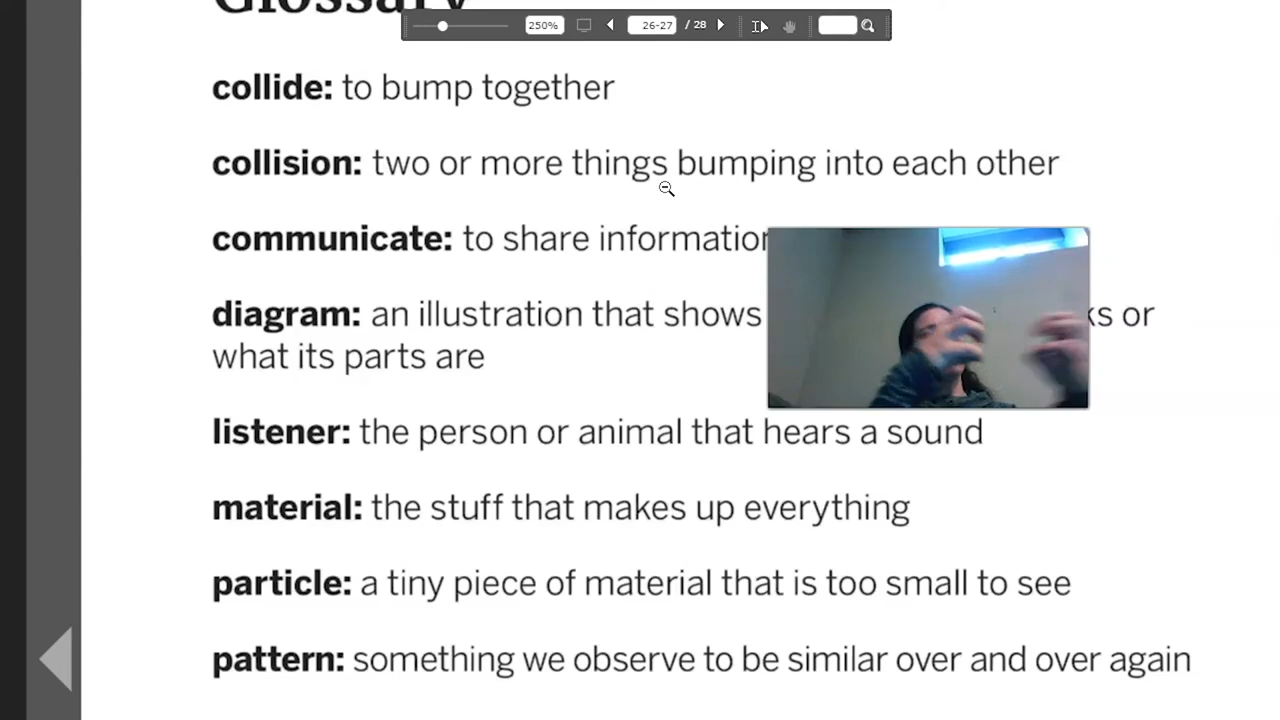 Glossary
250%
26-27 / 28
collide: to bump together
collision: two or more things bumping into each other
communicate: to share information
diagram: an illustration that shows ks or
what its parts are
listener: the person or animal that hears a sound
material: the stuff that makes up everything
particle: a tiny piece of material that is too small to see
pattern: something we observe to be similar over and over again